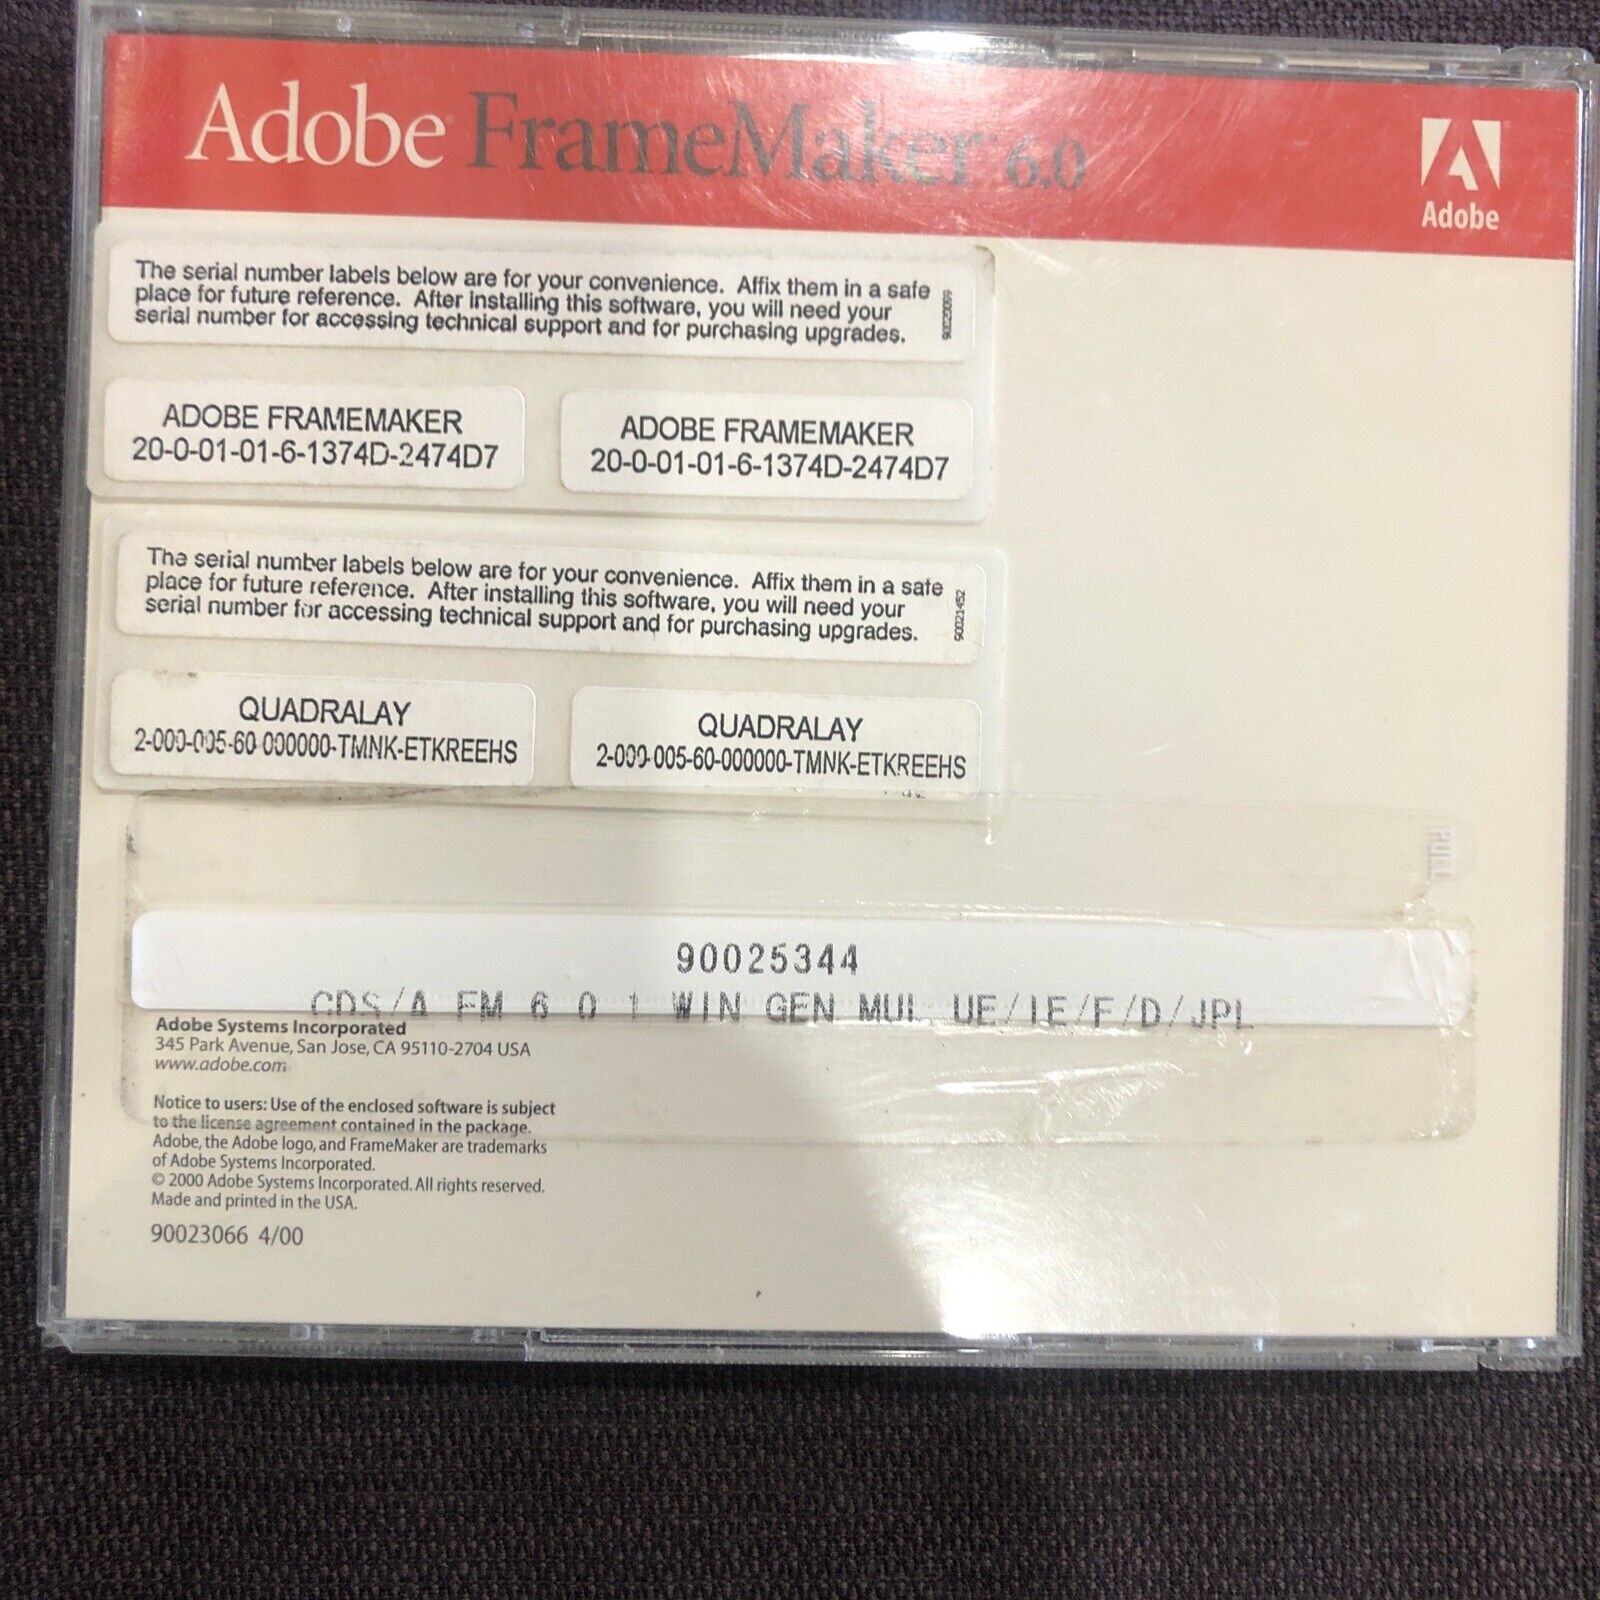 Adobe FrameMaker 6.0
Adobe
The serial number labels below are for your convenience. Affix them in a safe
place for future reference. After installing this software, you will need your
serial number for accessing technical support and for purchasing upgrades.
ADOBE FRAMEMAKER
20-0-01-01-6-1374D-2474D7
ADOBE FRAMEMAKER
20-0-01-01-6-1374D-2474D7
The serial number labels below are for your convenience. Affix them in a safe
place for future reference. After installing this software, you will need your
serial number for accessing technical support and for purchasing upgrades.
90021452
QUADRALAY
2-000-005-60-000000-TMNK-ETKREEHS
QUADRALAY
2-000-005-60-000000-TMNK-ETKREEHS
90025344
CDS/A FM 6 0 1 WIN GEN MUL UE/IE/F/D/JPL
Adobe Systems Incorporated
345 Park Avenue, San Jose, CA 95110-2704 USA
www.adobe.com
Notice to users: Use of the enclosed software is subject
to the license agreement contained in the package.
Adobe, the Adobe logo, and FrameMaker are trademarks
of Adobe Systems Incorporated.
© 2000 Adobe Systems Incorporated. All rights reserved.
Made and printed in the USA.
90023066 4/00